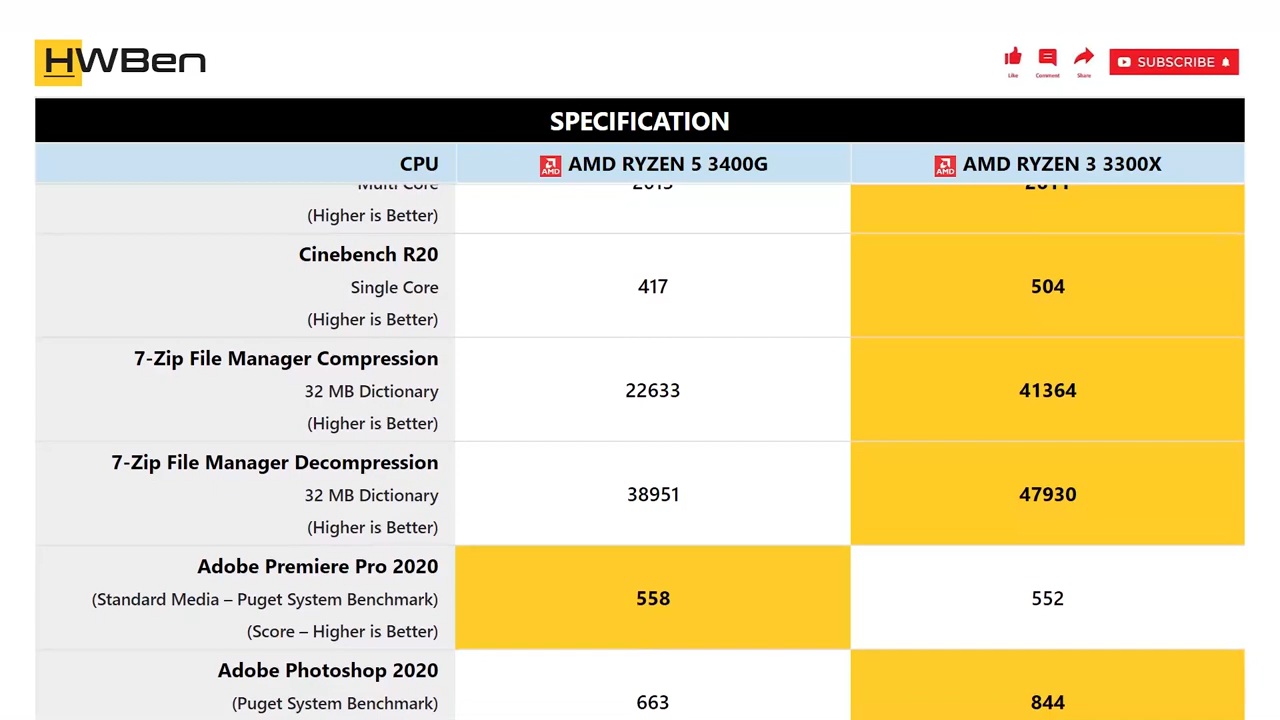 HWBen
Like Comment Share SUBSCRIBE
SPECIFICATION
CPU AMD AMD RYZEN 5 3400G AMD AMD RYZEN 3 3300X
Multi Core
(Higher is Better)
Cinebench R20
Single Core 417 504
(Higher is Better)
7-Zip File Manager Compression
32 MB Dictionary 22633 41364
(Higher is Better)
7-Zip File Manager Decompression
32 MB Dictionary 38951 47930
(Higher is Better)
Adobe Premiere Pro 2020
(Standard Media – Puget System Benchmark) 558 552
(Score – Higher is Better)
Adobe Photoshop 2020
(Puget System Benchmark) 663 844